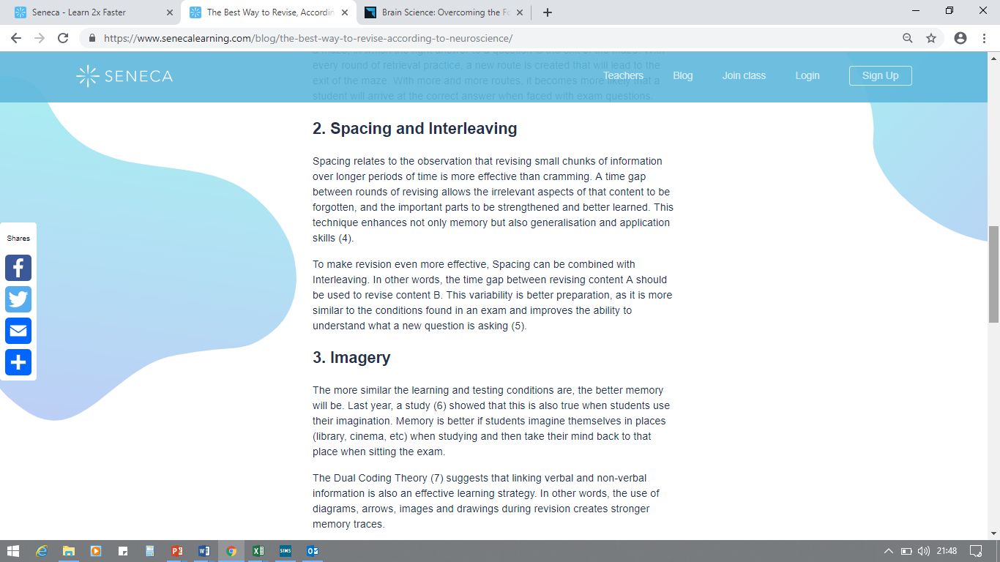 Seneca - Learn 2x Faster
The Best Way to Revise, Accordin
Brain Science: Overcoming the Fo
https://www.senecalearning.com/blog/the-best-way-to-revise-according-to-neuroscience/
SENECA
Teachers
Blog
Join class
Login
Sign Up
every round of retrieval practice, a new route is created that will lead to the
exit of the maze. With more and more routes, it becomes more likely that a
student will arrive at the correct answer when faced with exam questions.
2. Spacing and Interleaving
Spacing relates to the observation that revising small chunks of information
over longer periods of time is more effective than cramming. A time gap
between rounds of revising allows the irrelevant aspects of that content to be
forgotten, and the important parts to be strengthened and better learned. This
technique enhances not only memory but also generalisation and application
skills (4).
To make revision even more effective, Spacing can be combined with
Interleaving. In other words, the time gap between revising content A should
be used to revise content B. This variability is better preparation, as it is more
similar to the conditions found in an exam and improves the ability to
understand what a new question is asking (5).
3. Imagery
The more similar the learning and testing conditions are, the better memory
will be. Last year, a study (6) showed that this is also true when students use
their imagination. Memory is better if students imagine themselves in places
(library, cinema, etc) when studying and then take their mind back to that
place when sitting the exam.
The Dual Coding Theory (7) suggests that linking verbal and non-verbal
information is also an effective learning strategy. In other words, the use of
diagrams, arrows, images and drawings during revision creates stronger
memory traces.
Shares
SIMS
21:48